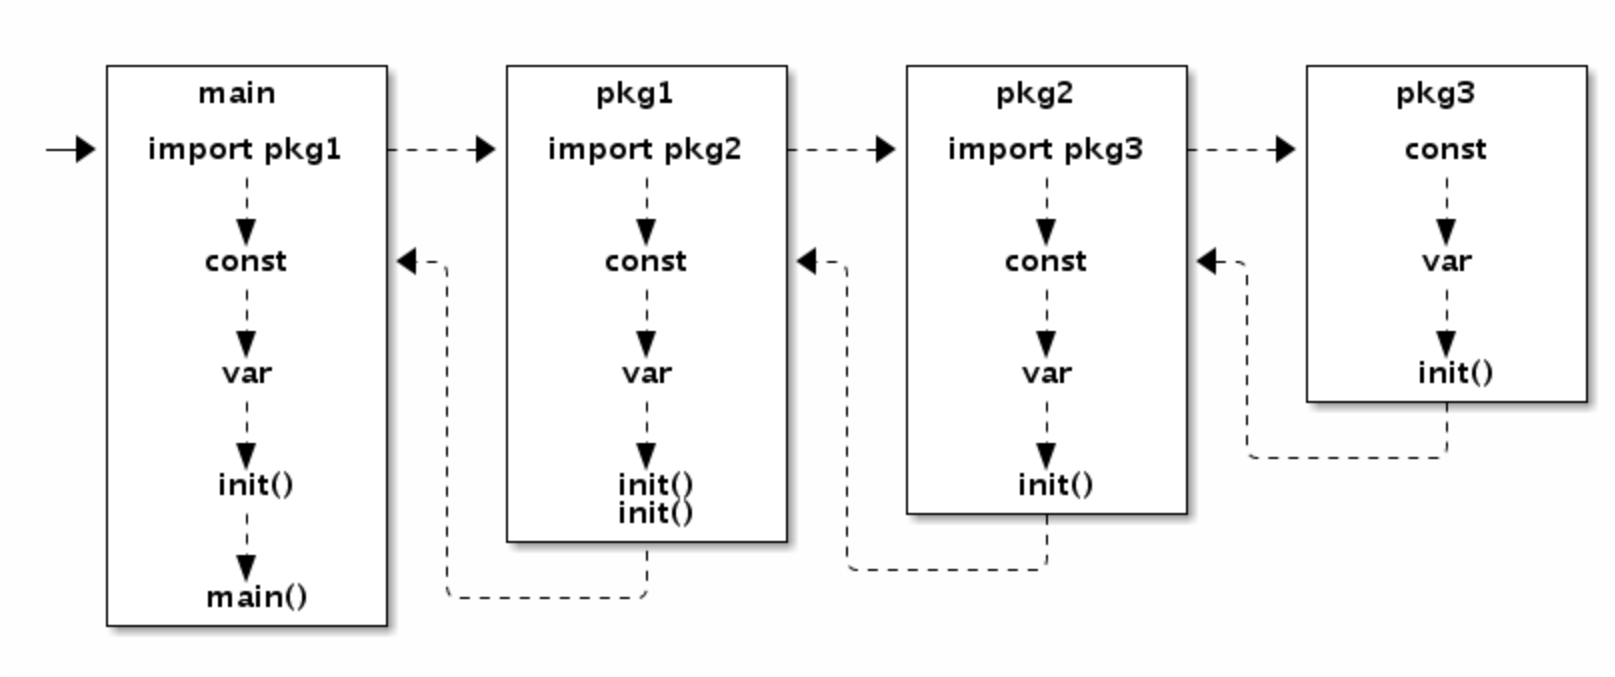 main
import pkg1
const
var
init()
main()
pkg1
import pkg2
const
var
init()
init()
pkg2
import pkg3
const
var
init()
pkg3
const
var
init()